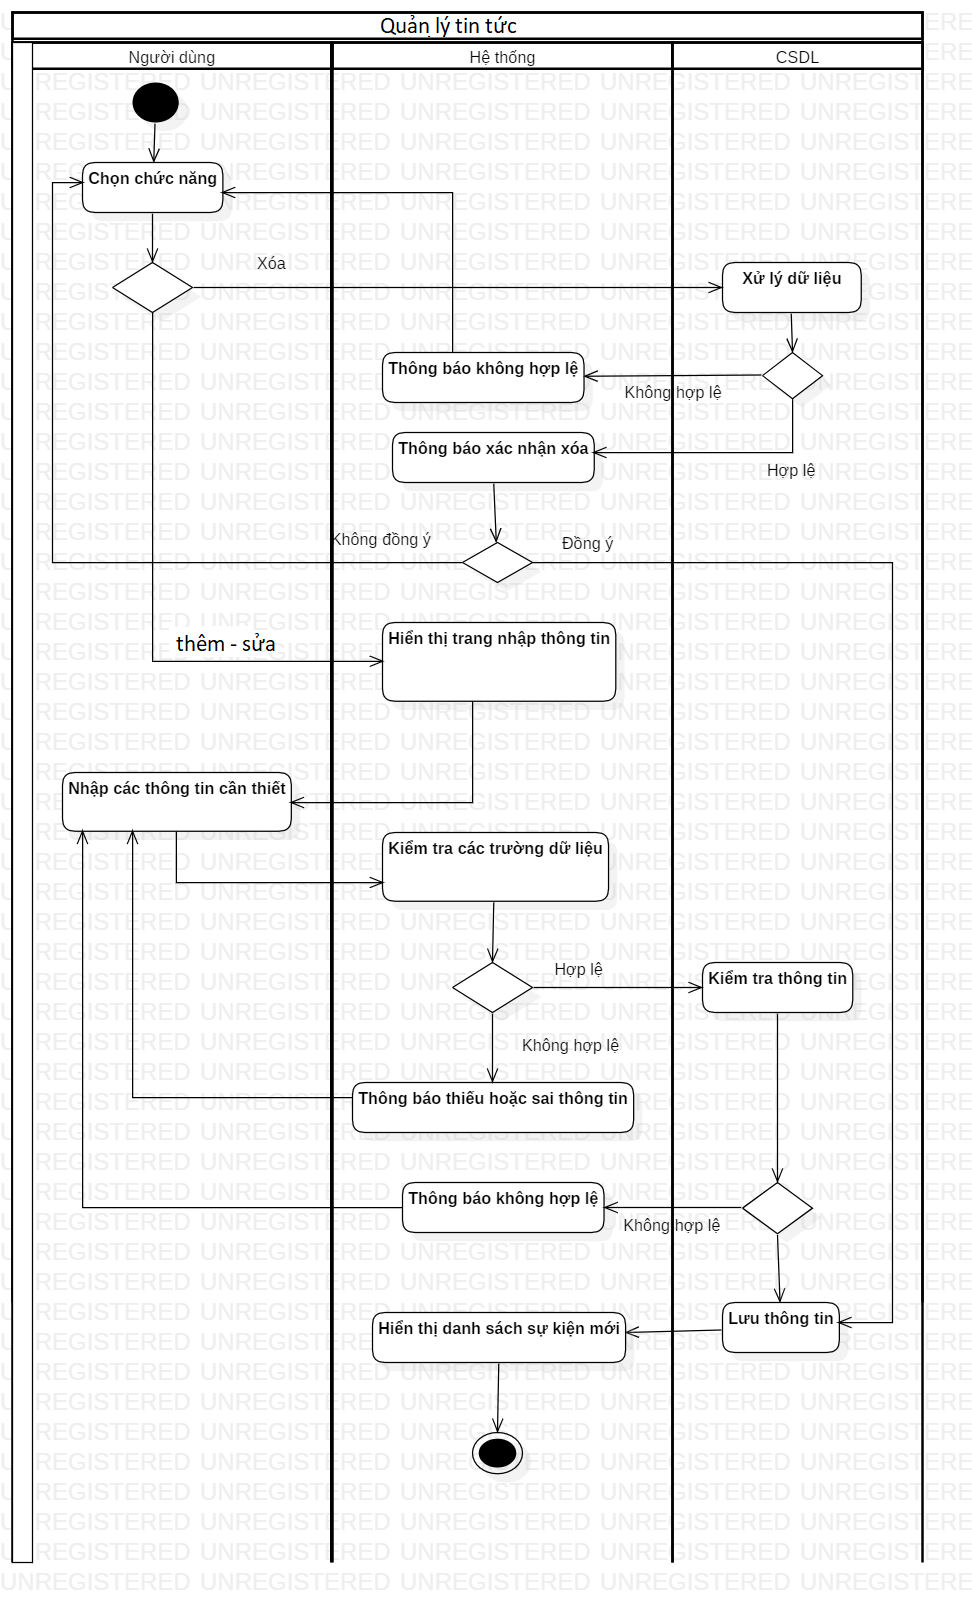 Quản lý tin tức
Người dùng
Hệ thống
CSDL
Chọn chức năng
Xóa
Xử lý dữ liệu
Thông báo không hợp lệ
Không hợp lệ
Thông báo xác nhận xóa
Hợp lệ
Không đồng ý
Đồng ý
Hiển thị trang nhập thông tin
thêm - sửa
Nhập các thông tin cần thiết
Kiểm tra các trường dữ liệu
Hợp lệ
Kiểm tra thông tin
Không hợp lệ
Thông báo thiếu hoặc sai thông tin
Thông báo không hợp lệ
Không hợp lệ
Lưu thông tin
Hiển thị danh sách sự kiện mới
UNREGISTERED UNREGISTERED UNREGISTERED UNREGISTERED UNREGISTERE